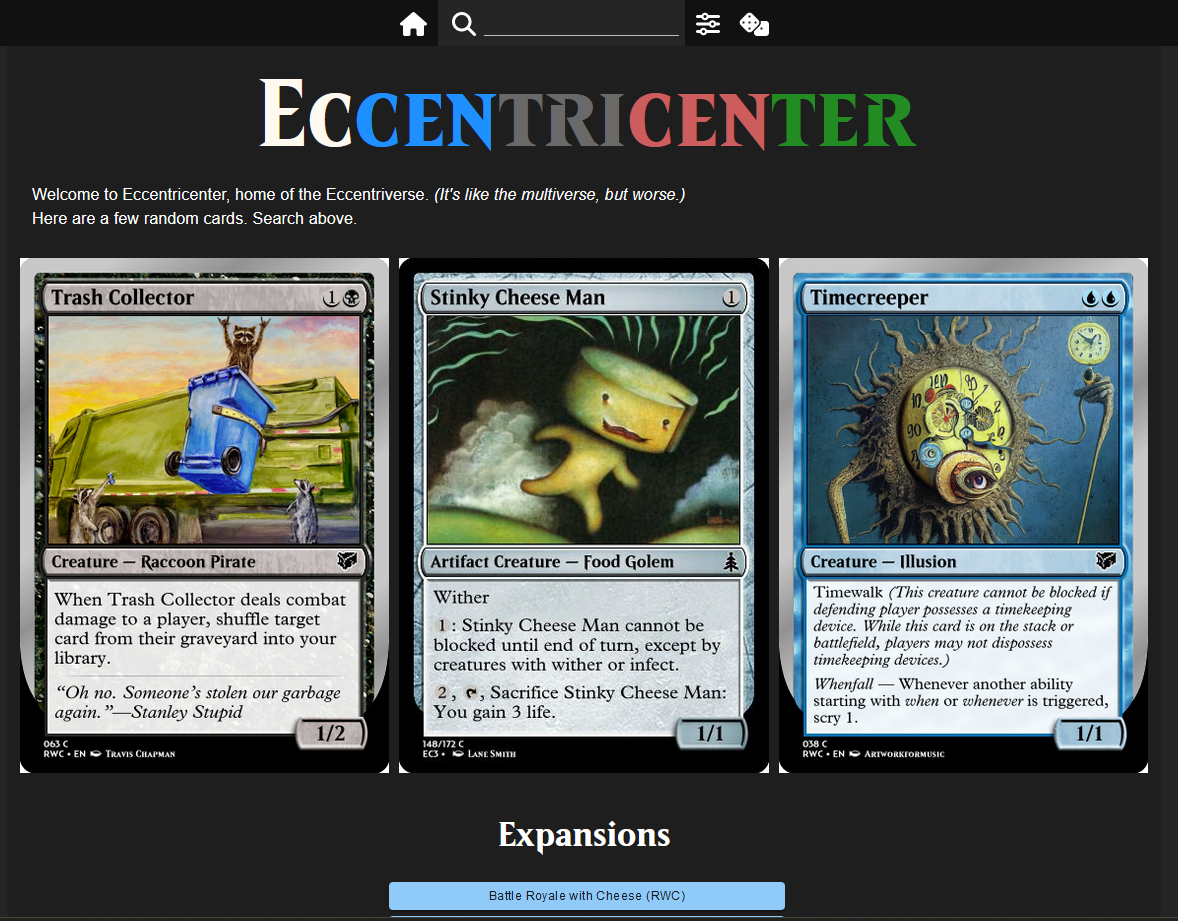 Eccentricenter
Welcome to Eccentricenter, home of the Eccentriverse. (It's like the multiverse, but worse.)
Here are a few random cards. Search above.
Trash Collector 1
Creature — Raccoon Pirate
When Trash Collector deals combat
damage to a player, shuffle target
card from their graveyard into your
library.
“Oh no. Someone’s stolen our garbage
again.”—Stanley Stupid
1/2
063 C
RWC • EN Travis Chapman
Stinky Cheese Man 1
Artifact Creature — Food Golem
Wither
1 : Stinky Cheese Man cannot be
blocked until end of turn, except by
creatures with wither or infect.
2 , , Sacrifice Stinky Cheese Man:
You gain 3 life.
1/1
148/172 C
EC3 • Lane Smith
Timecreeper
Creature — Illusion
Timewalk (This creature cannot be blocked if
defending player possesses a timekeeping
device. While this card is on the stack or
battlefield, players may not dispossess
timekeeping devices.)
Whenfall — Whenever another ability
starting with when or whenever is triggered,
scry 1.
1/1
038 C
RWC • EN Artworkformusic
Expansions
Battle Royale with Cheese (RWC)